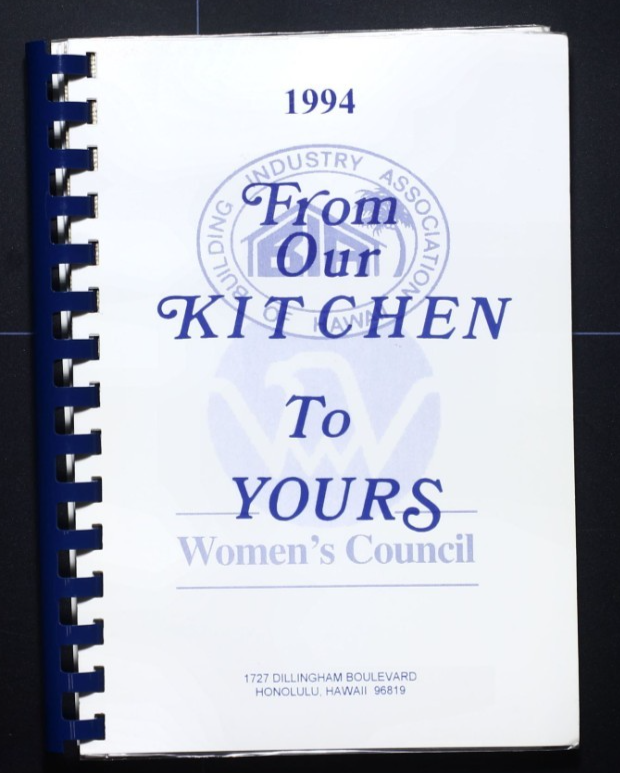 1994
BUILDING INDUSTRY ASSOCIATION
OF HAWAII
BIA
From
Our
KITCHEN
To
YOURS
Women's Council
1727 DILLINGHAM BOULEVARD
HONOLULU, HAWAII 96819